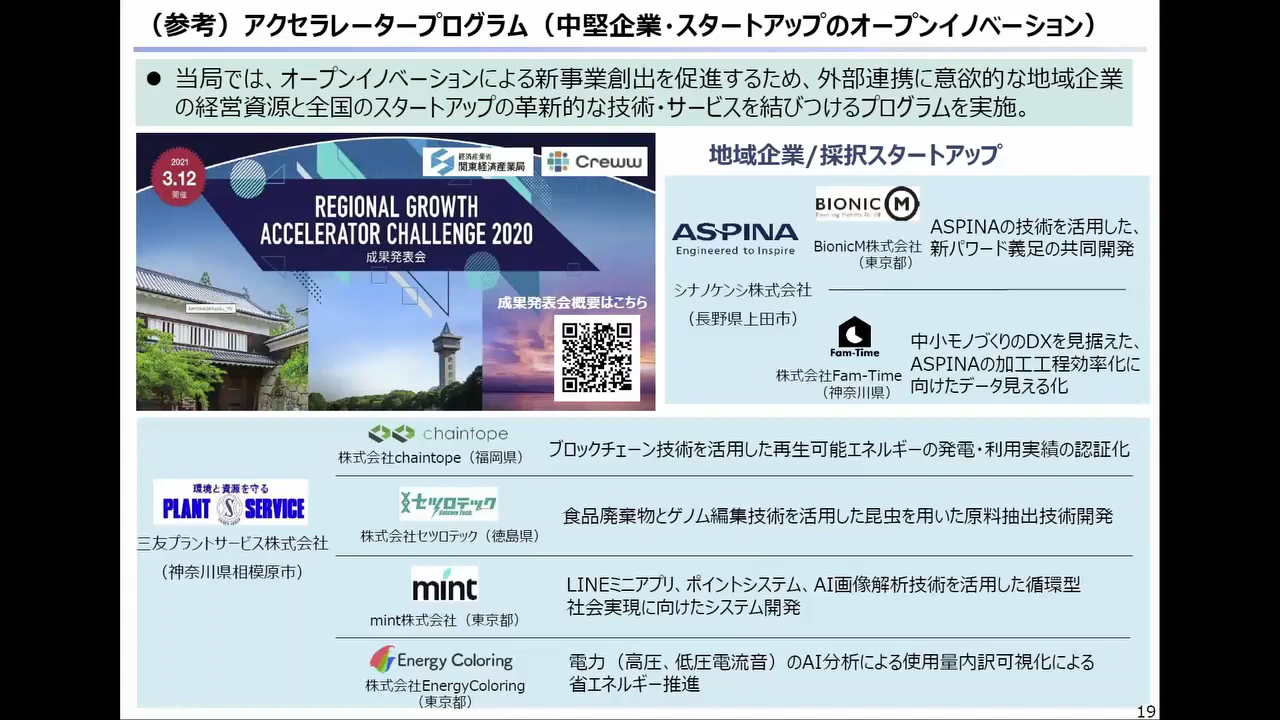 （参考）アクセラレータープログラム（中堅企業・スタートアップのオープンイノベーション）
● 当局では、オープンイノベーションによる新事業創出を促進するため、外部連携に意欲的な地域企業
の経営資源と全国のスタートアップの革新的な技術・サービスを結びつけるプログラムを実施。
2021
3.12
開催
経済産業省
関東経済産業局
Creww
REGIONAL GROWTH
ACCELERATOR CHALLENGE 2020
成果発表会
成果発表会概要はこちら
地域企業/採択スタートアップ
ASPINA
Engineered to Inspire
シナノケンシ株式会社
（長野県上田市）
BIONIC M
BionicM株式会社
（東京都）
ASPINAの技術を活用した、
新パワード義足の共同開発
Fam-Time
株式会社Fam-Time
（神奈川県）
中小モノづくりのDXを見据えた、
ASPINAの加工工程効率化に
向けたデータ見える化
環境と資源を守る
PLANT S SERVICE
三友プラントサービス株式会社
（神奈川県相模原市）
chaintope
株式会社chaintope（福岡県）
ブロックチェーン技術を活用した再生可能エネルギーの発電・利用実績の認証化
セツロテック
株式会社セツロテック（徳島県）
食品廃棄物とゲノム編集技術を活用した昆虫を用いた原料抽出技術開発
mint
mint株式会社（東京都）
LINEミニアプリ、ポイントシステム、AI画像解析技術を活用した循環型
社会実現に向けたシステム開発
Energy Coloring
株式会社EnergyColoring
（東京都）
電力（高圧、低圧電流音）のAI分析による使用量内訳可視化による
省エネルギー推進
19